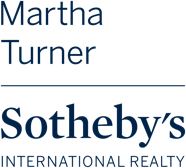 Martha
Turner
Sotheby's
INTERNATIONAL REALTY